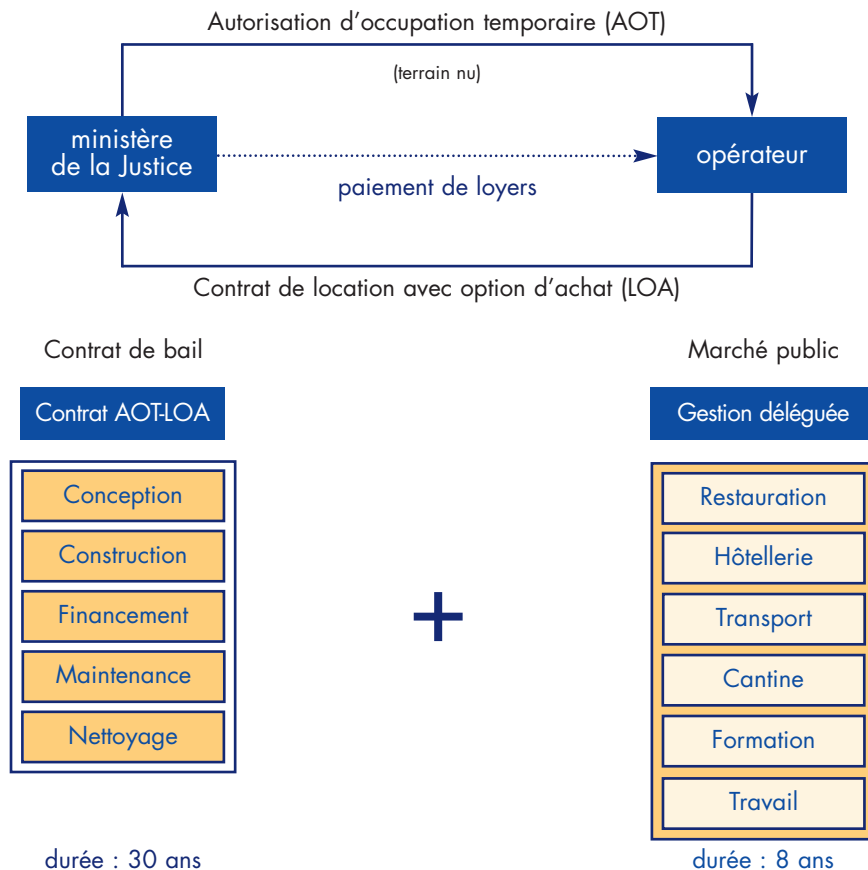 Autorisation d'occupation temporaire (AOT)
(terrain nu)
ministère
de la Justice
opérateur
paiement de loyers
Contrat de location avec option d'achat (LOA)
Contrat de bail
Contrat AOT-LOA
Conception
Construction
Financement
Maintenance
Nettoyage
durée : 30 ans
+
Marché public
Gestion déléguée
Restauration
Hôtellerie
Transport
Cantine
Formation
Travail
durée : 8 ans